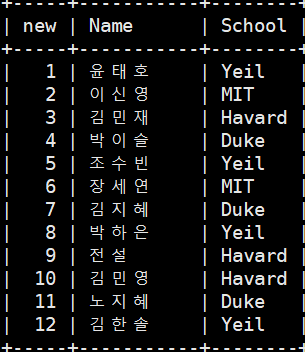 new Name School
1 윤태호 Yeil
2 이신영 MIT
3 김민재 Havard
4 박이슬 Duke
5 조수빈 Yeil
6 장세연 MIT
7 김지혜 Duke
8 박하은 Yeil
9 전설 Havard
10 김민영 Havard
11 노지혜 Duke
12 김한솔 Yeil